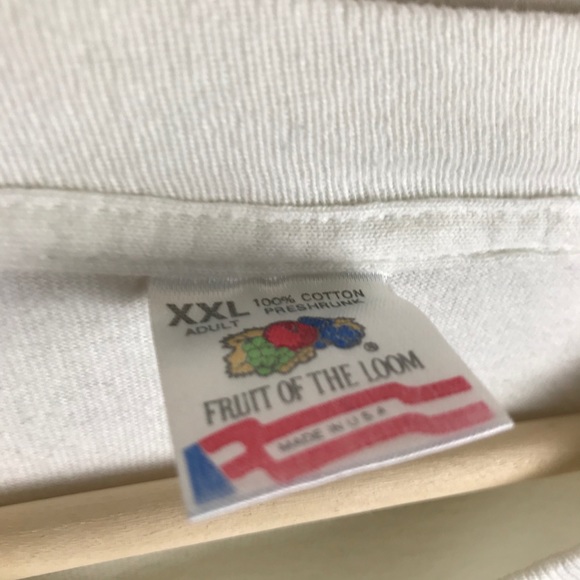 XXL 100% COTTON
ADULT PRESHRUNK
®
FRUIT OF THE LOOM
MADE IN U S A